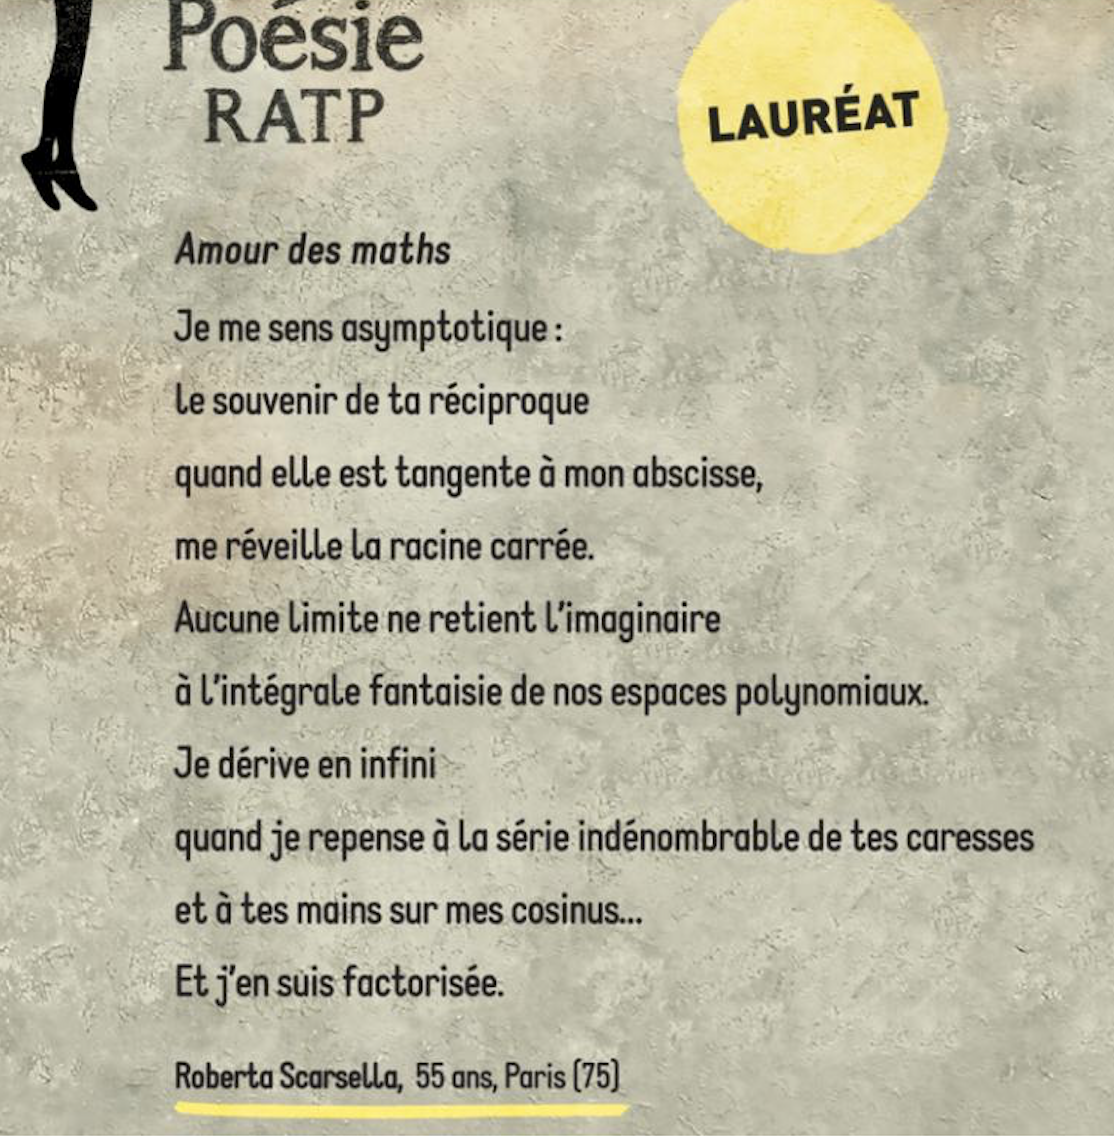 Poésie
RATP
LAURÉAT
Amour des maths
Je me sens asymptotique :
le souvenir de ta réciproque
quand elle est tangente à mon abscisse,
me réveille la racine carrée.
Aucune limite ne retient l'imaginaire
à l'intégrale fantaisie de nos espaces polynomiaux.
Je dérive en infini
quand je repense à la série indénombrable de tes caresses
et à tes mains sur mes cosinus...
Et j'en suis factorisée.
Roberta Scarsella, 55 ans, Paris (75)